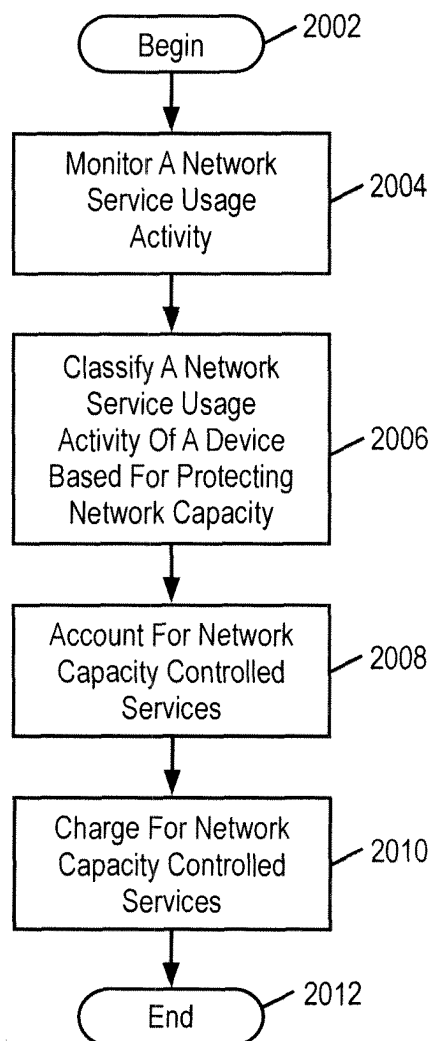 Begin
2002
Monitor A Network
Service Usage
Activity
2004
Classify A Network
Service Usage
Activity Of A Device
Based For Protecting
Network Capacity
2006
Account For Network
Capacity Controlled
Services
2008
Charge For Network
Capacity Controlled
Services
2010
End
2012